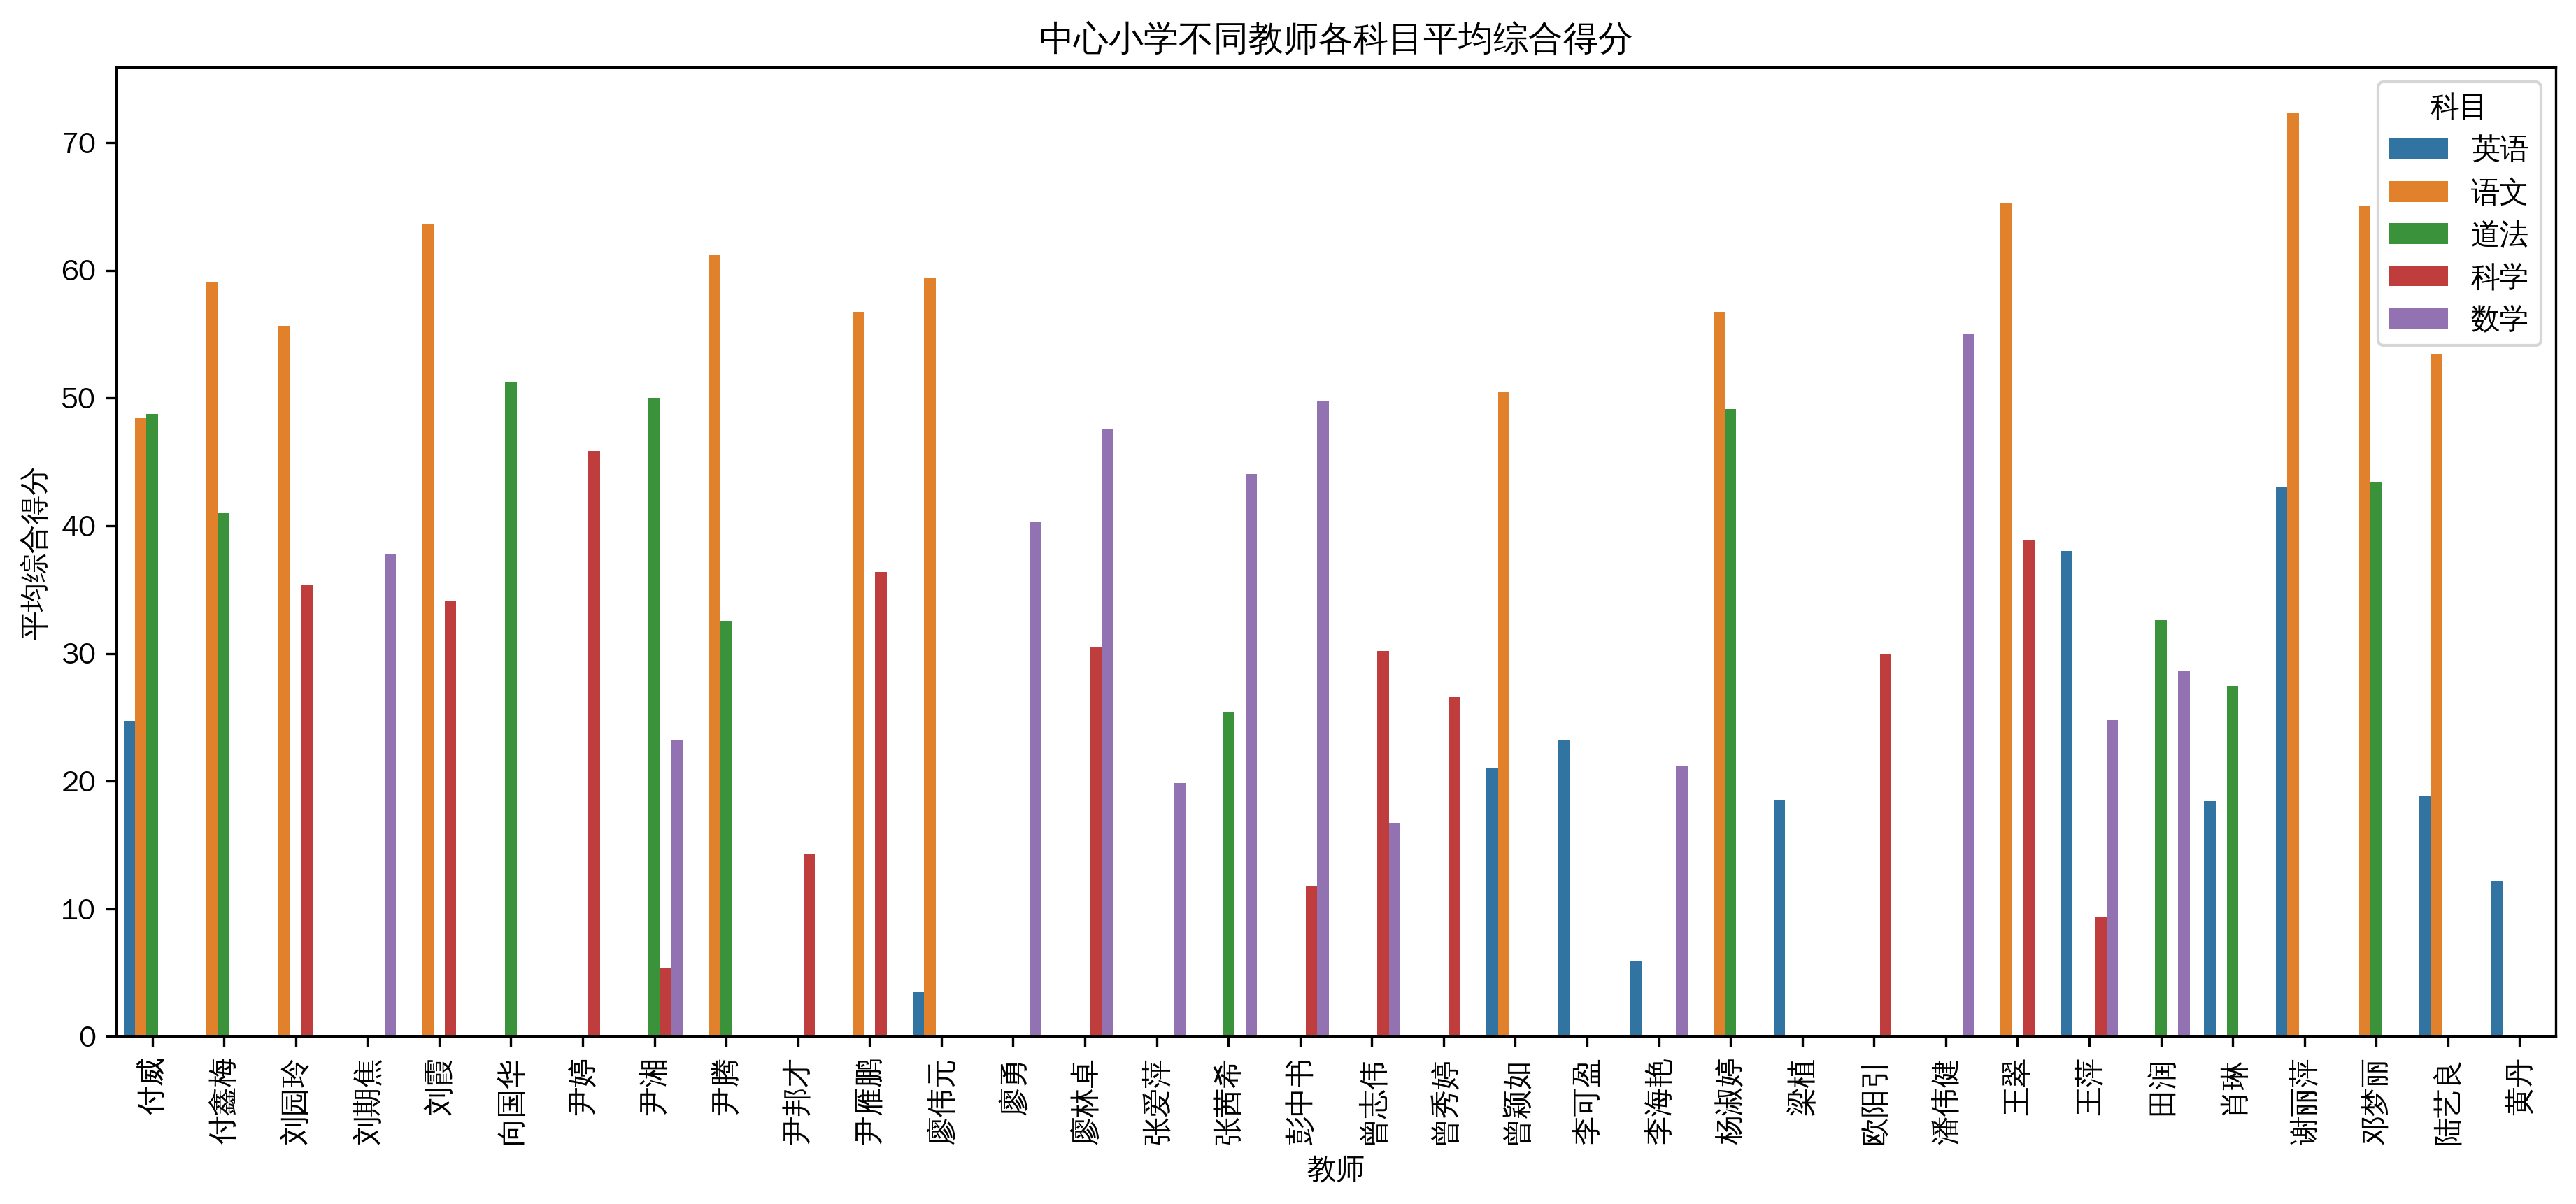 中心小学不同教师各科目平均综合得分
科目
英语
语文
道法
科学
数学
平均综合得分
70
60
50
40
30
20
10
0
付威
付鑫梅
刘园玲
刘期焦
刘霞
向国华
尹婷
尹湘
尹腾
尹邦才
尹雁鹏
廖伟元
廖勇
廖林卓
张爱萍
张茜希
彭中书
曾志伟
曾秀婷
曾颖如
李可盈
李海艳
杨淑婷
梁植
欧阳引
潘伟健
王翠
王萍
田润
肖琳
谢丽萍
邓梦丽
陆艺良
黄丹
教师